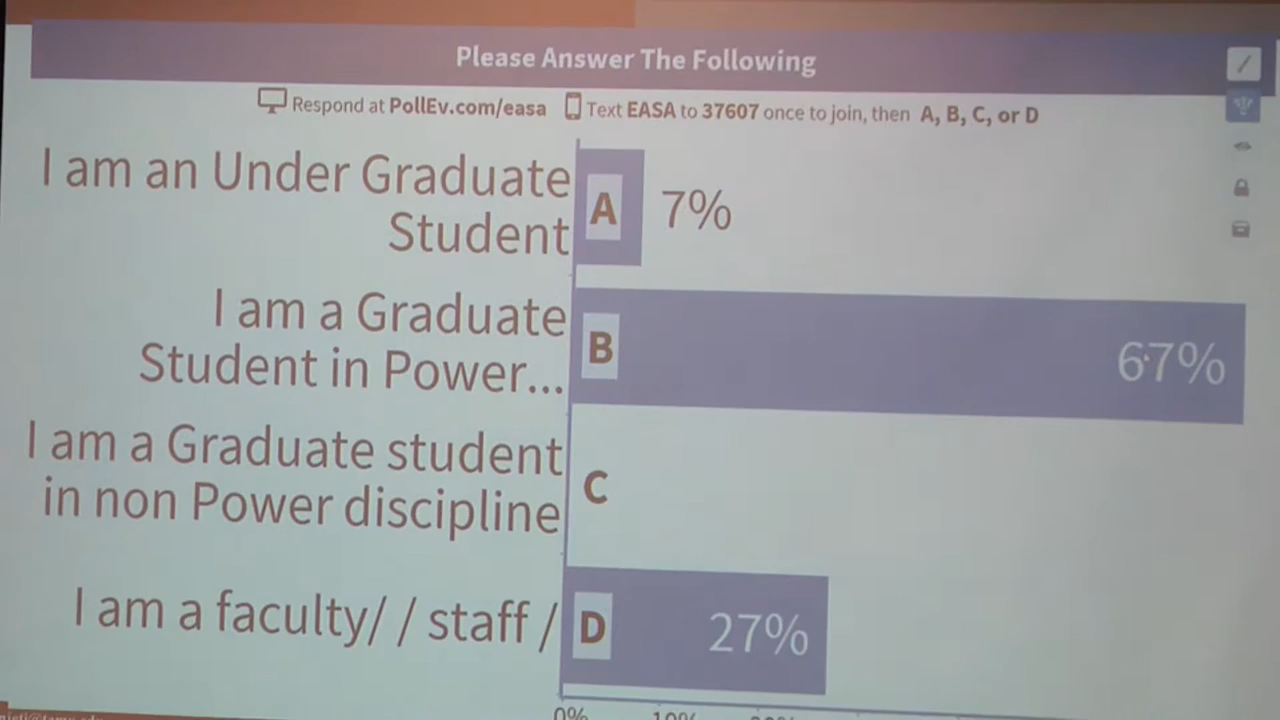 Please Answer The Following
Respond at PollEv.com/easa Text EASA to 37607 once to join, then A, B, C, or D
I am an Under Graduate
Student
A 7%
I am a Graduate
Student in Power...
B 67%
I am a Graduate student
in non Power discipline
C
I am a faculty/ / staff /
D 27%
0% 10%